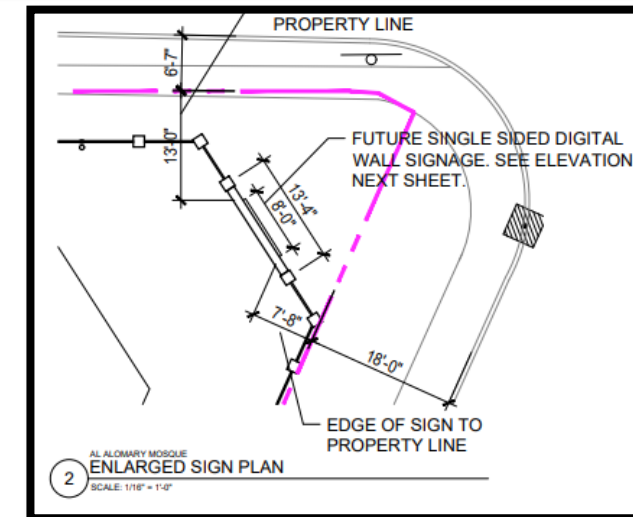 PROPERTY LINE
6'-7"
13'-0"
FUTURE SINGLE SIDED DIGITAL
WALL SIGNAGE. SEE ELEVATION
NEXT SHEET.
13'-4"
8'-0"
7'-8"
18'-0"
EDGE OF SIGN TO
PROPERTY LINE
2
AL ALOMARY MOSQUE
ENLARGED SIGN PLAN
SCALE: 1/16" = 1'-0"